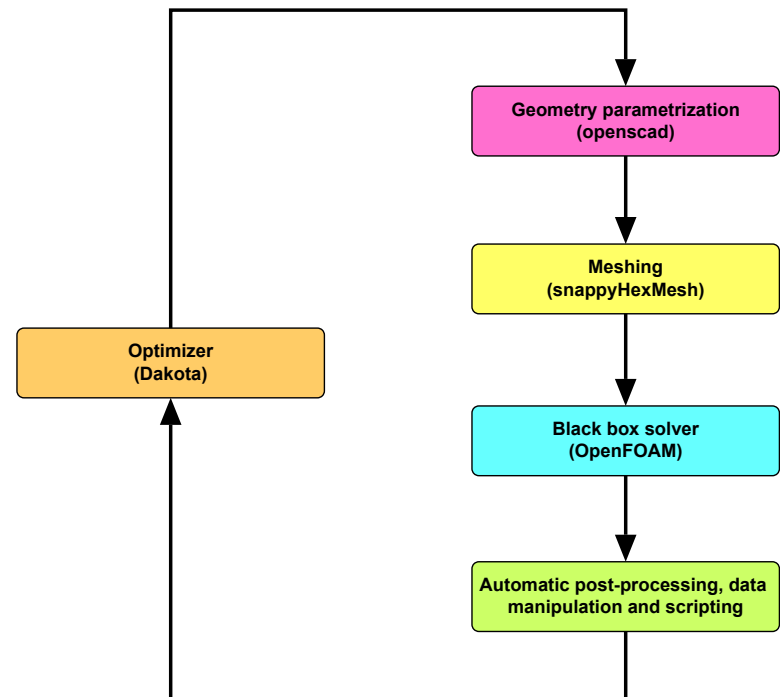 Geometry parametrization
(openscad)
Meshing
(snappyHexMesh)
Optimizer
(Dakota)
Black box solver
(OpenFOAM)
Automatic post-processing, data
manipulation and scripting